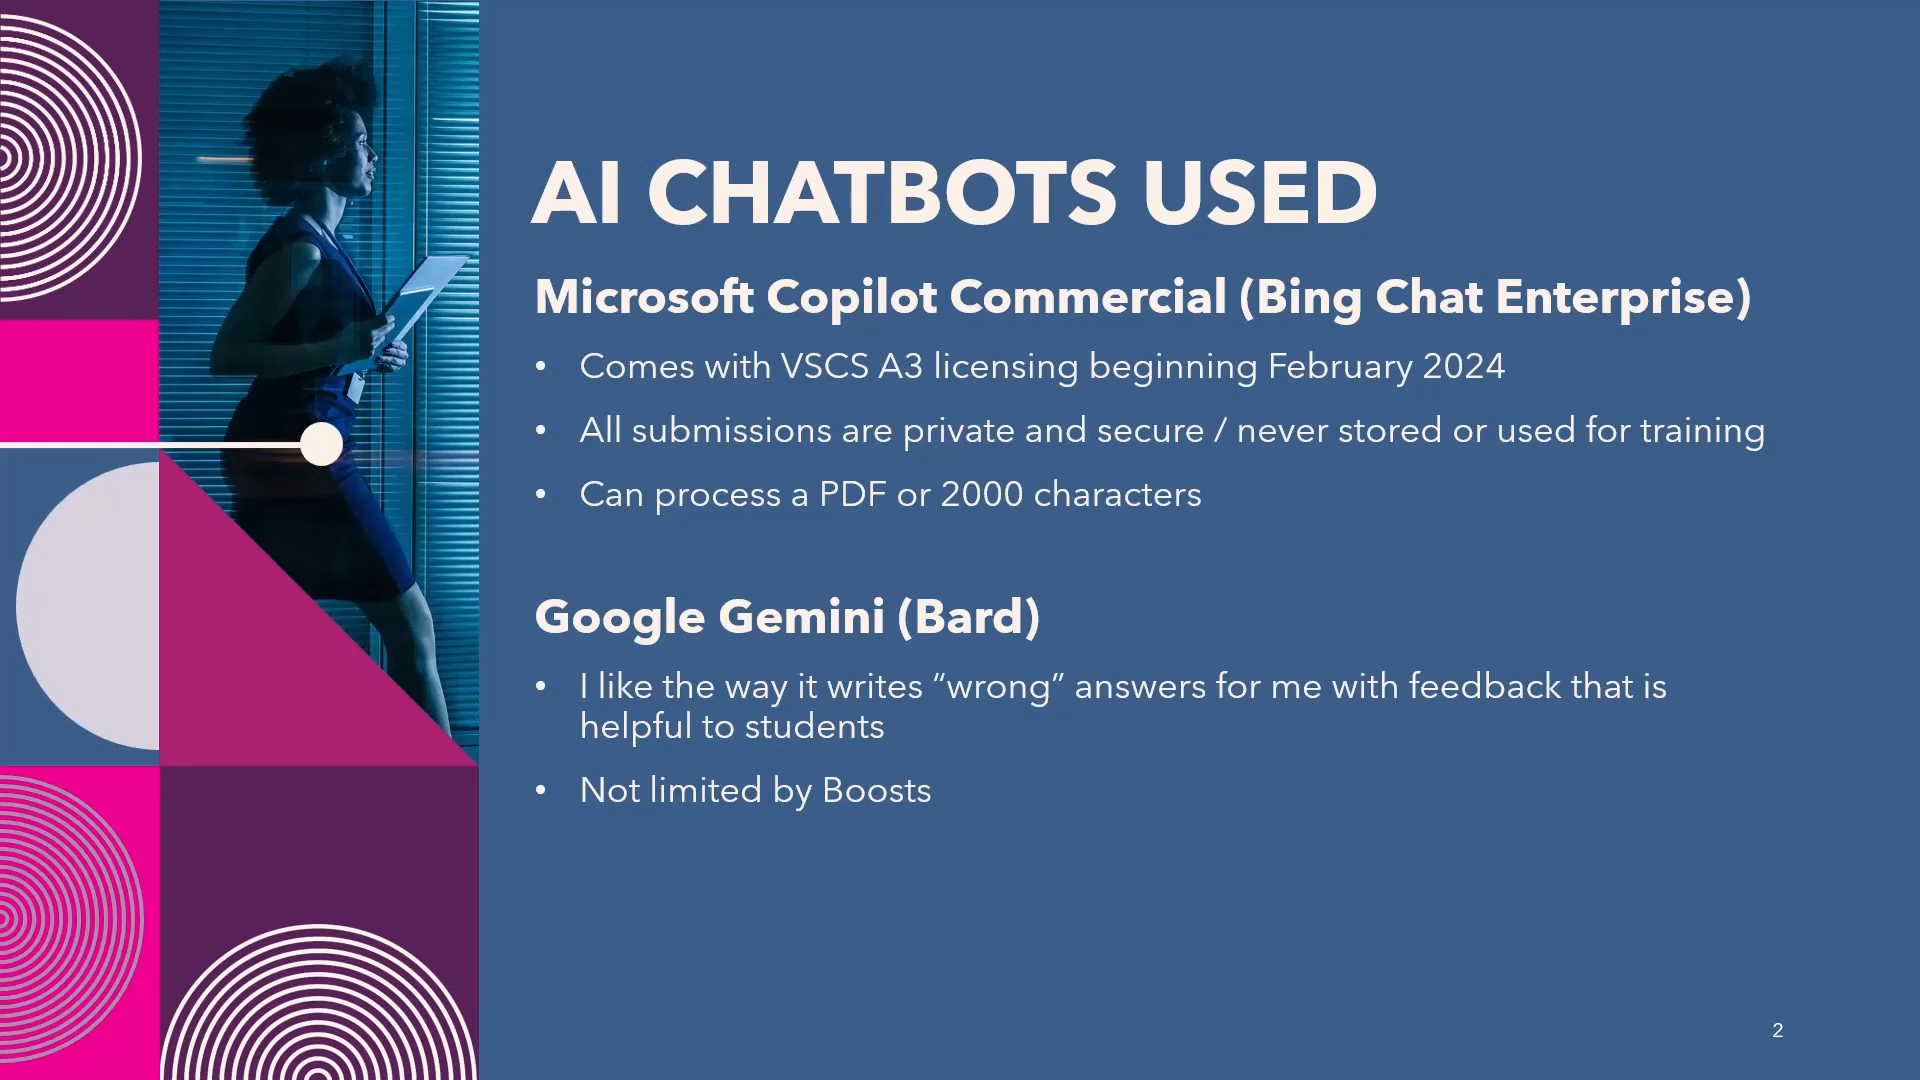 AI CHATBOTS USED
Microsoft Copilot Commercial (Bing Chat Enterprise)
• Comes with VSCS A3 licensing beginning February 2024
• All submissions are private and secure / never stored or used for training
• Can process a PDF or 2000 characters
Google Gemini (Bard)
• I like the way it writes “wrong” answers for me with feedback that is
helpful to students
• Not limited by Boosts
2